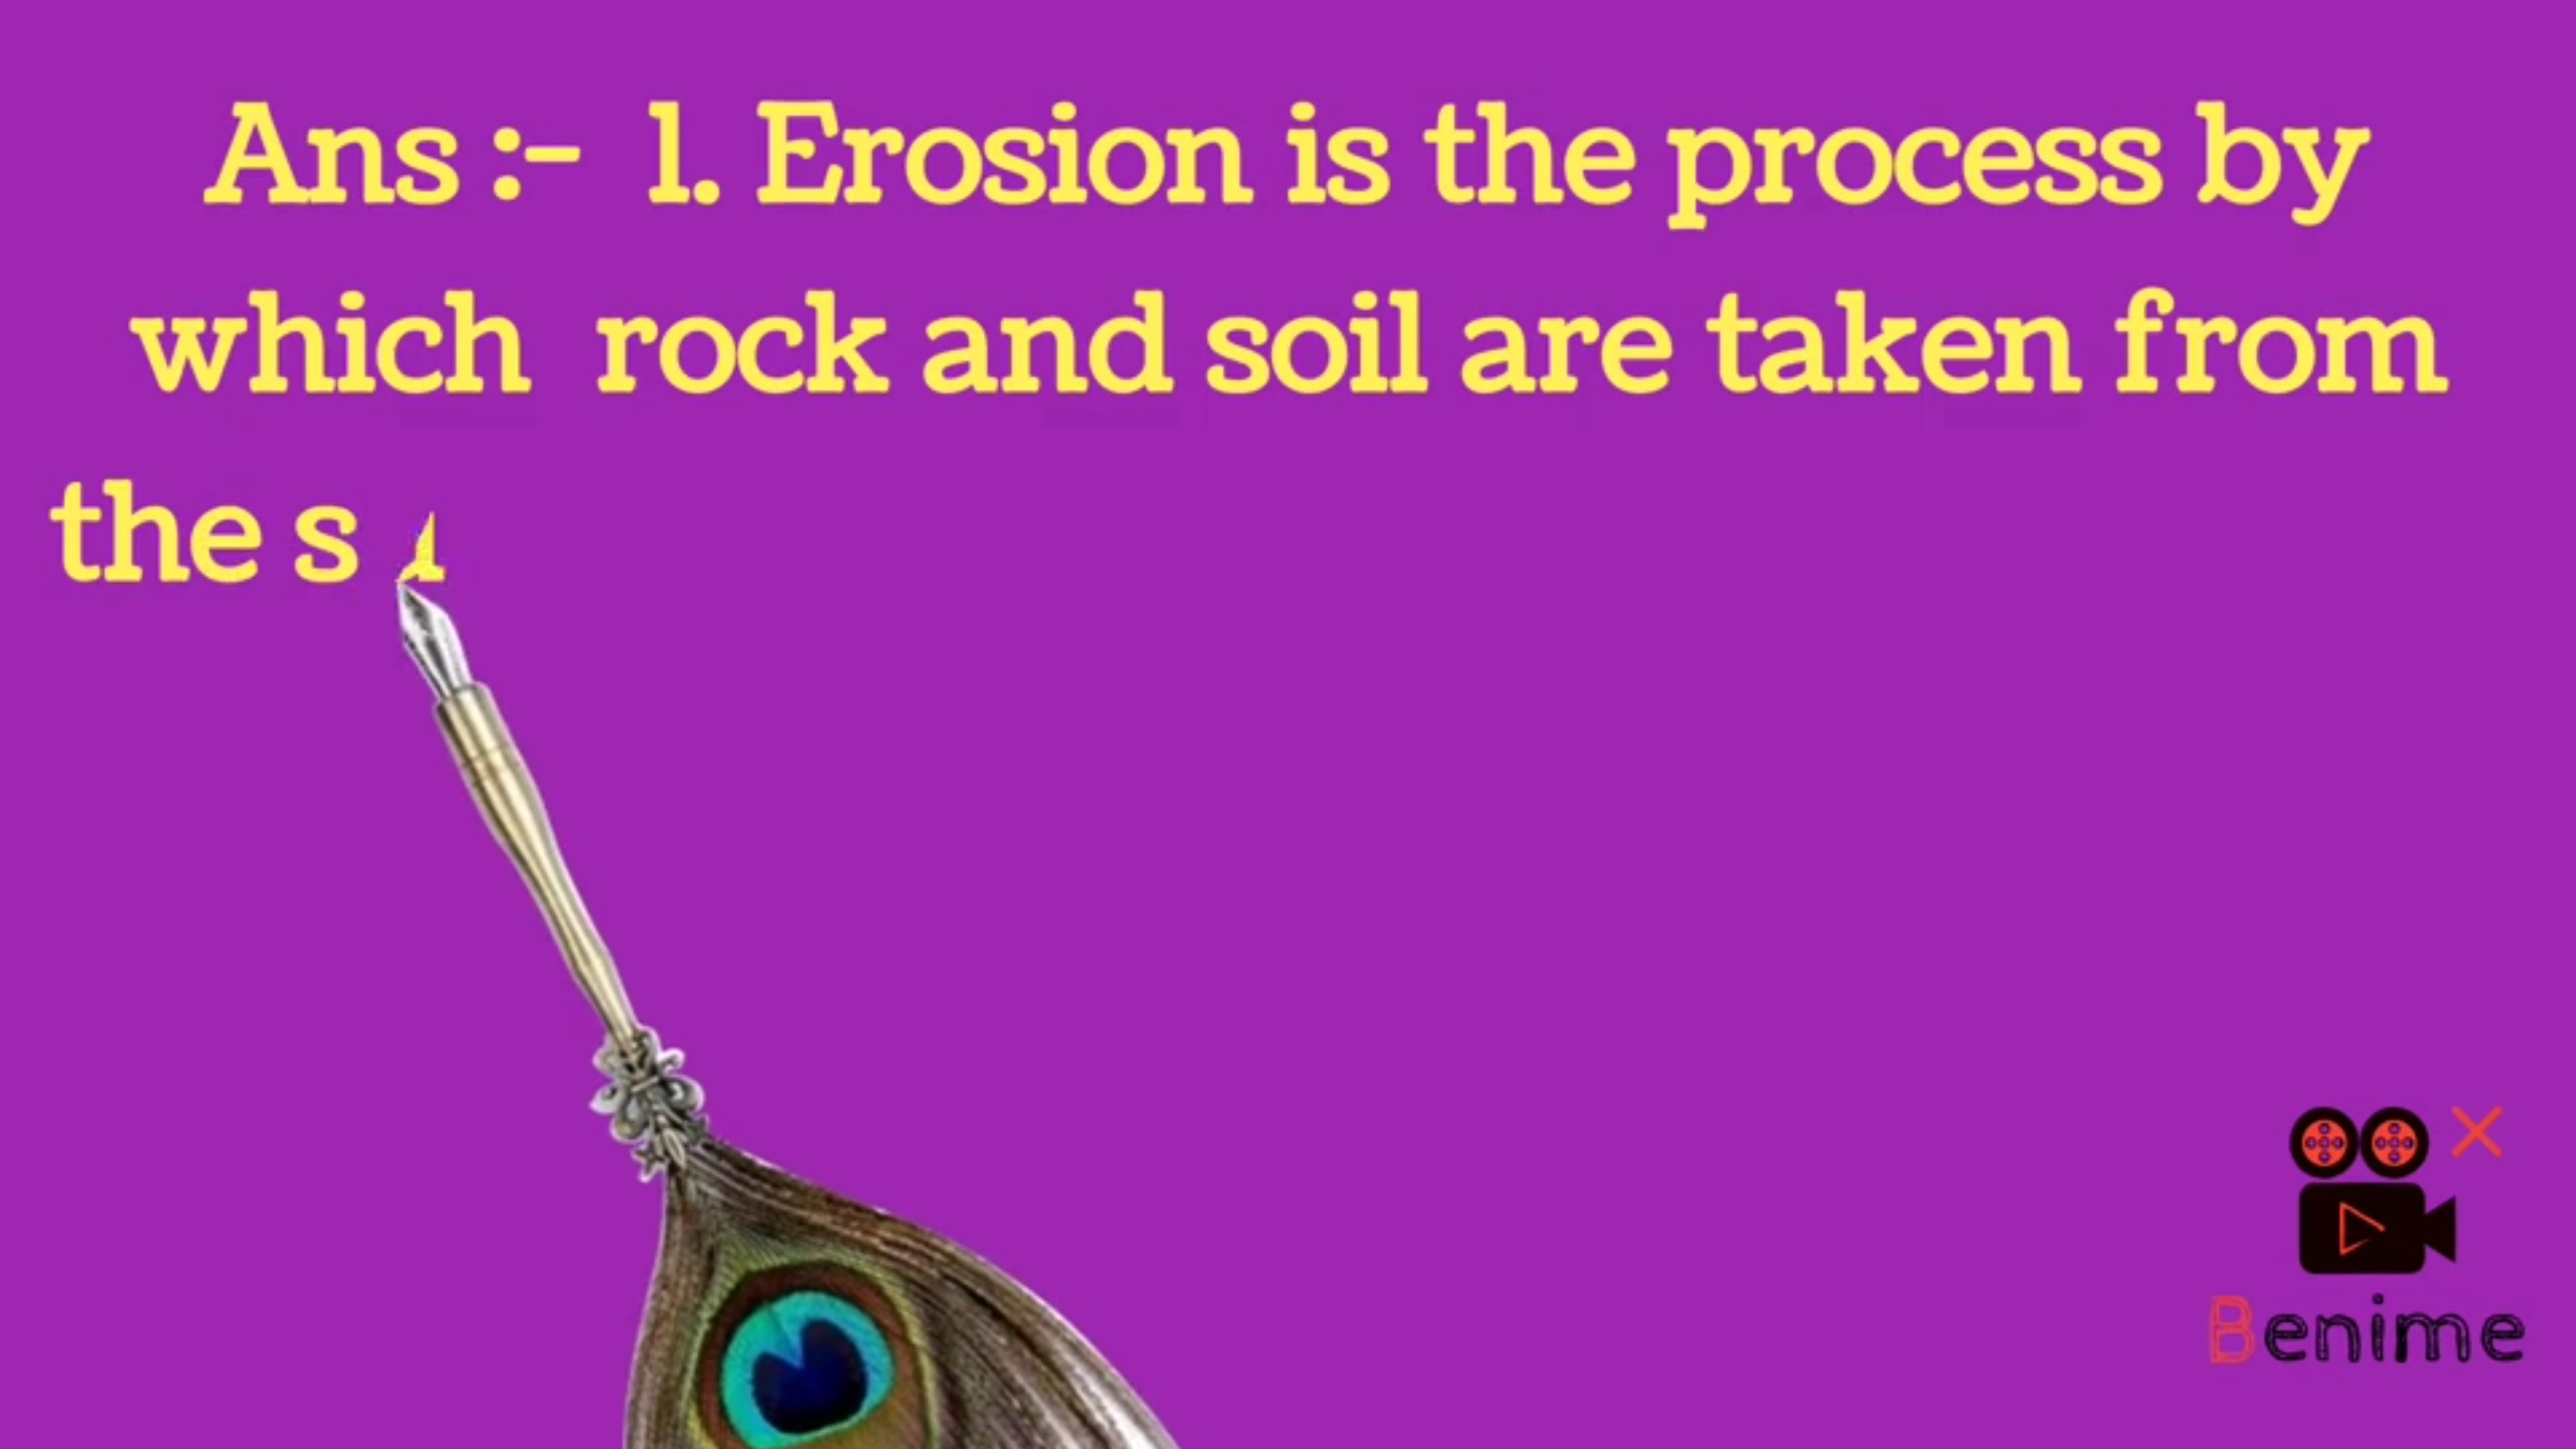 Ans :- 1. Erosion is the process by
which rock and soil are taken from
the s
Benime